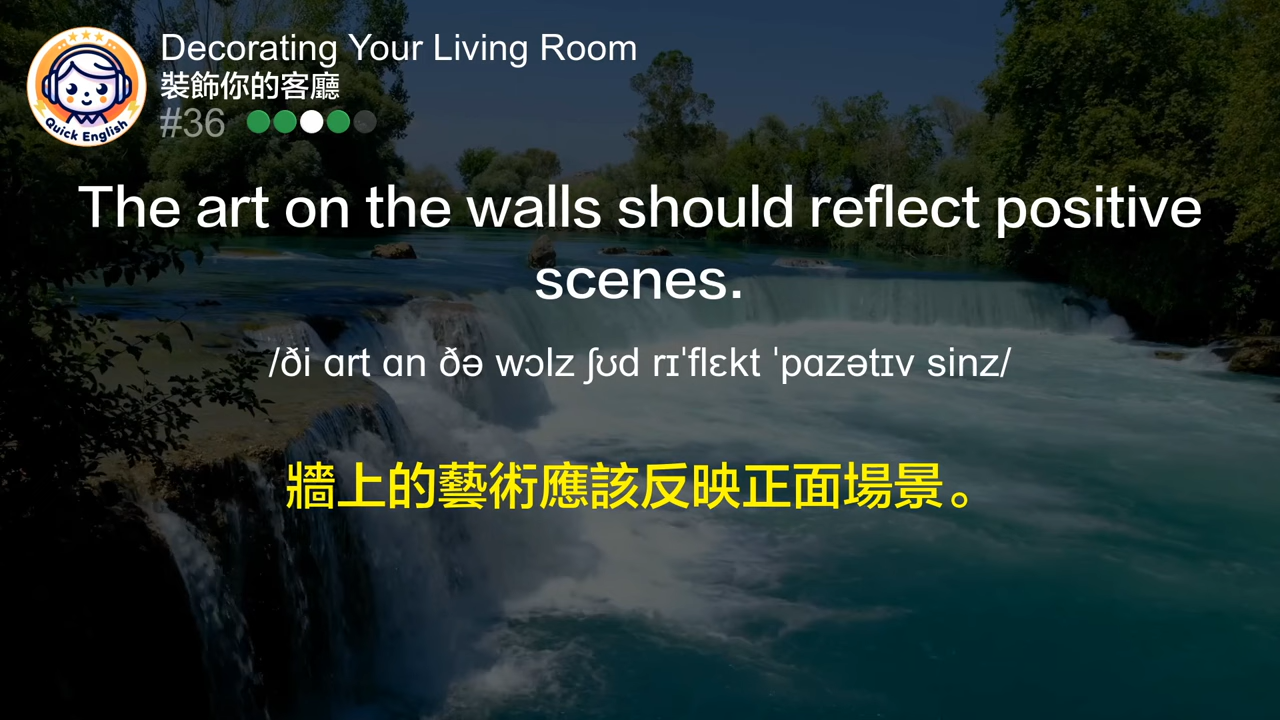 Quick English
Decorating Your Living Room
裝飾你的客廳
#36
The art on the walls should reflect positive
scenes.
/ði ɑrt ɑn ðə wɔlz ʃʊd rɪˈflɛkt ˈpɑzətɪv sinz/
牆上的藝術應該反映正面場景。